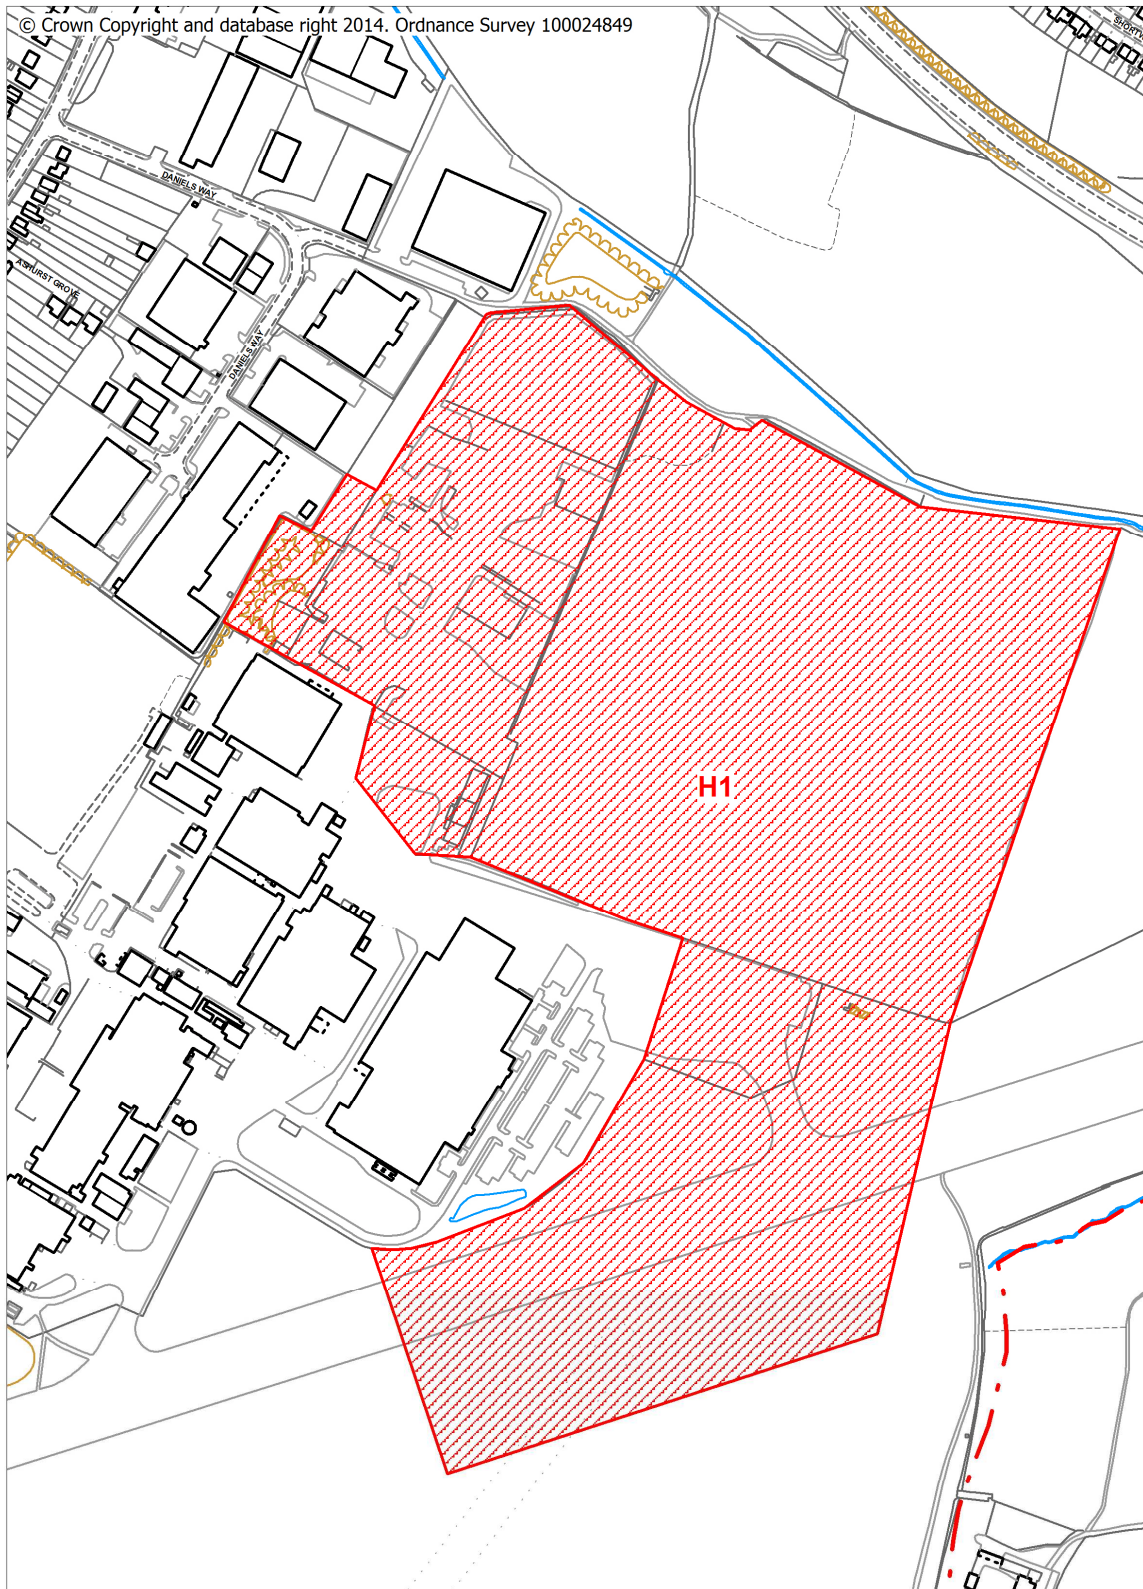 © Crown Copyright and database right 2014. Ordnance Survey 100024849
DANIELS WAY
ASHURST GROVE
DANIELS WAY
H1